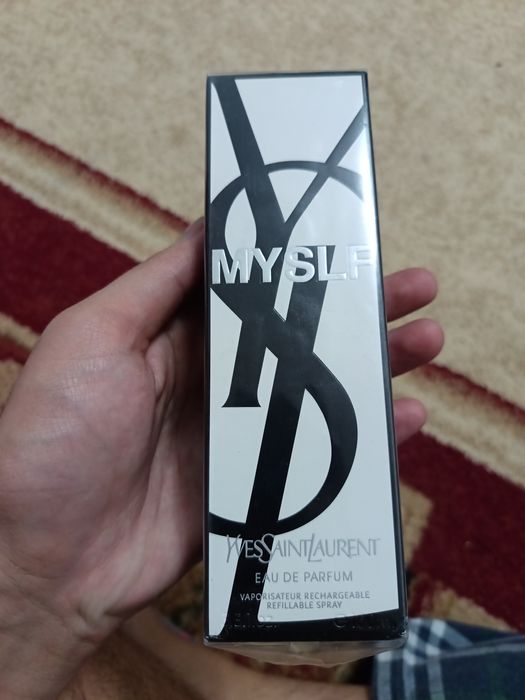 MYSLF
YVESSAINTLAURENT
EAU DE PARFUM
VAPORISATEUR RECHARGEABLE
REFILLABLE SPRAY